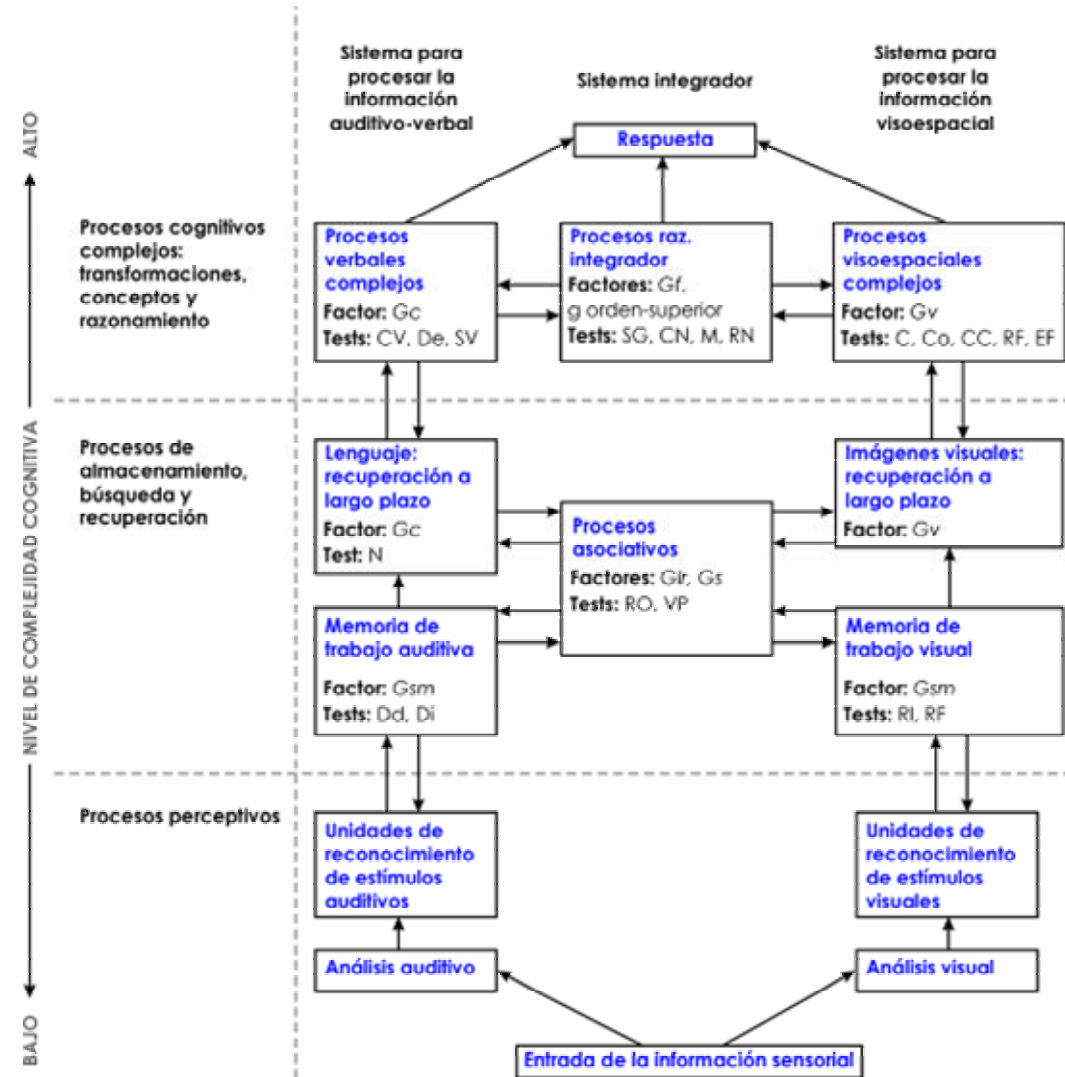 Sistema para
procesar la
información
auditivo-verbal
Sistema integrador
Sistema para
procesar la
información
visoespacial
ALTO
NIVEL DE COMPLEJIDAD COGNITIVA
BAJO
Respuesta
Procesos cognitivos
complejos:
transformaciones,
conceptos y
razonamiento
Procesos
verbales
complejos
Factor: Gc
Tests: CV, De, SV
Procesos raz.
integrador
Factores: Gf,
g orden-superior
Tests: SG, CN, M, RN
Procesos
visoespaciales
complejos
Factor: Gv
Tests: C, Co, CC, RF, EF
Procesos de
almacenamiento,
búsqueda y
recuperación
Lenguaje:
recuperación a
largo plazo
Factor: Gc
Test: N
Procesos
asociativos
Factores: Glr, Gs
Tests: RO, VP
Imágenes visuales:
recuperación a
largo plazo
Factor: Gv
Memoria de
trabajo auditiva
Factor: Gsm
Tests: Dd, Di
Memoria de
trabajo visual
Factor: Gsm
Tests: RI, RF
Procesos perceptivos
Unidades de
reconocimiento
de estímulos
auditivos
Unidades de
reconocimiento
de estímulos
visuales
Análisis auditivo
Análisis visual
Entrada de la información sensorial